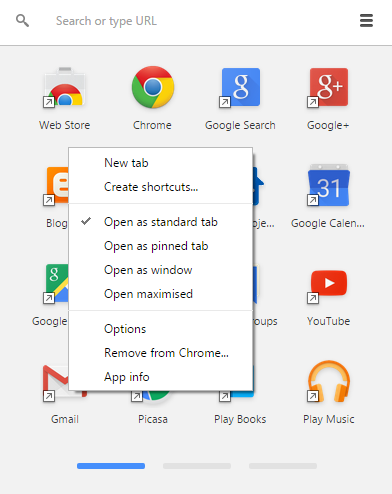 Search or type URL
Web Store
Chrome
Google Search
Google+
8
g
g+
New tab
Create shortcuts...
Open as standard tab
Open as pinned tab
Open as window
Open maximised
Options
Remove from Chrome...
App info
Blog
oje...
31
Google Calen...
Google
roups
YouTube
Gmail
Picasa
Play Books
Play Music